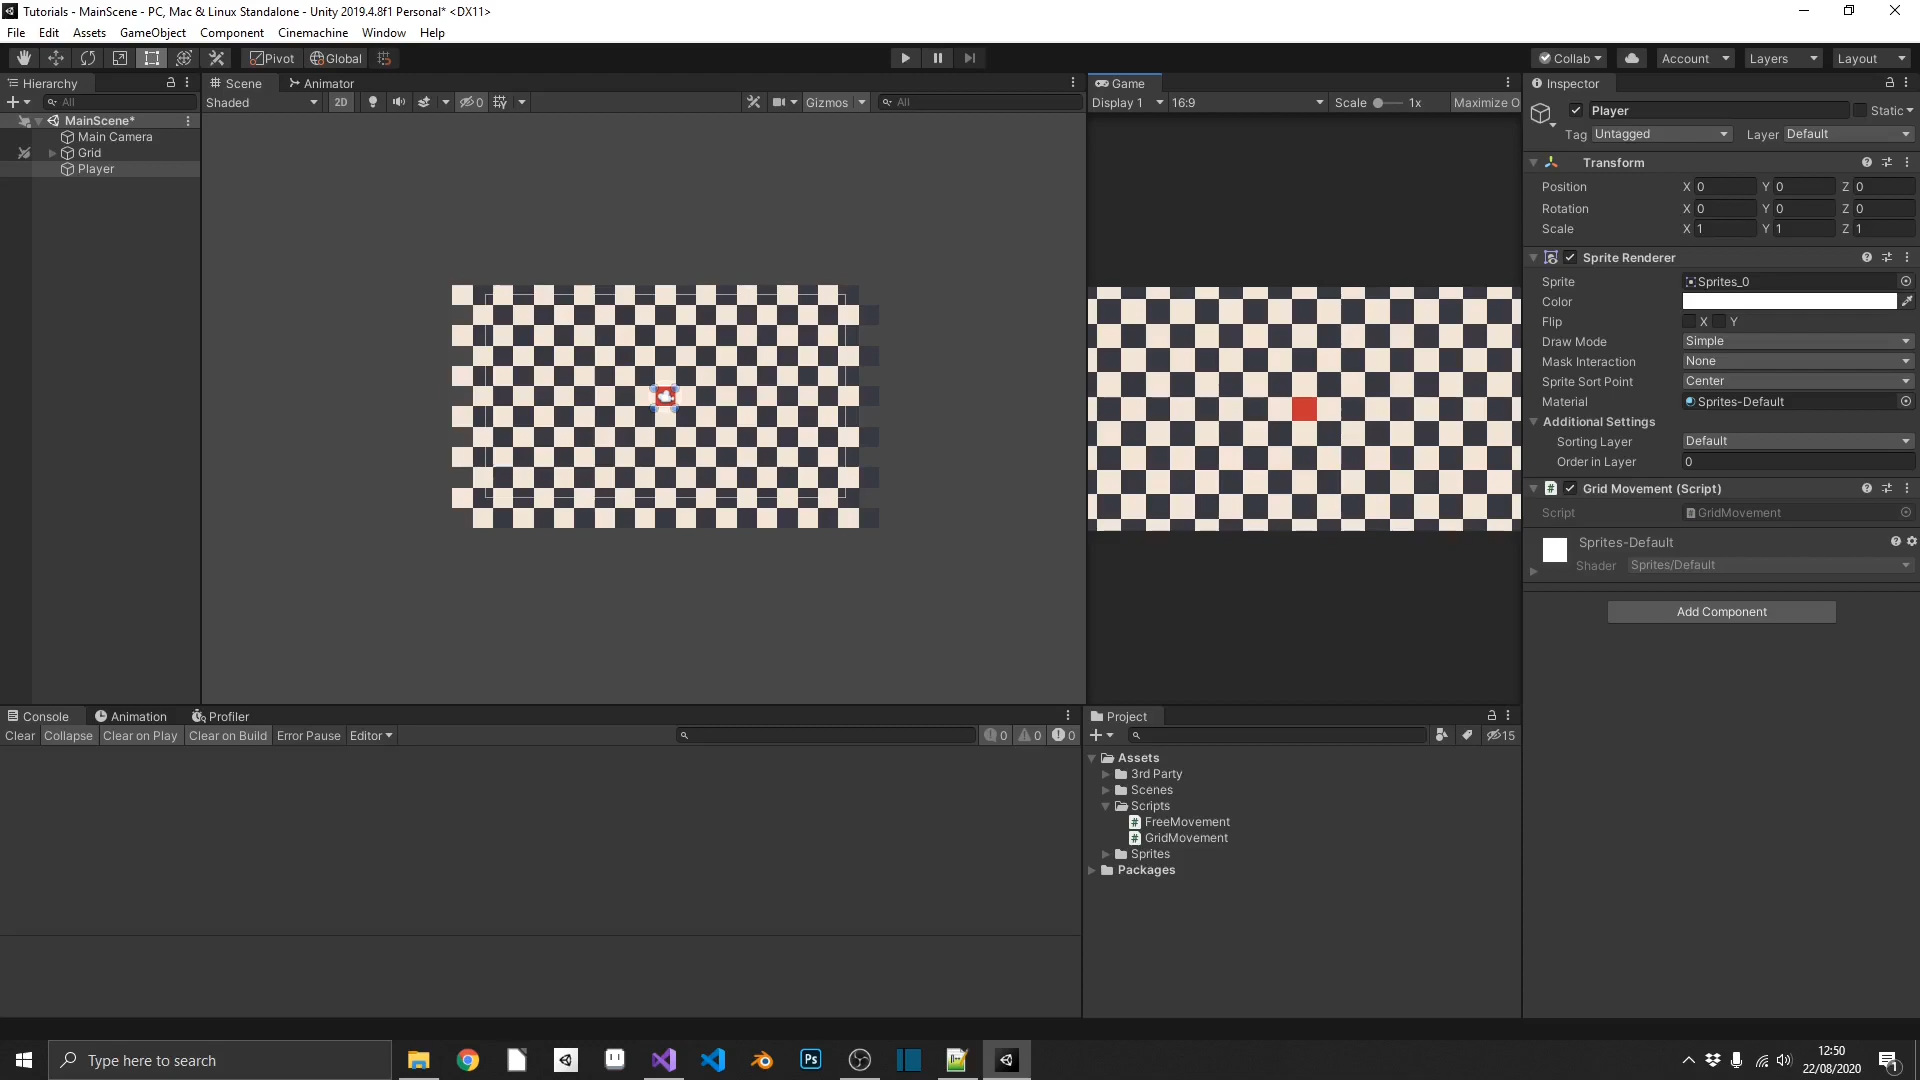 Tutorials - MainScene - PC, Mac & Linux Standalone - Unity 2019.4.8f1 Personal* <DX11>
File Edit Assets GameObject Component Cinemachine Window Help
Pivot Global Collab Account Layers Layout
Hierarchy Scene Animator Game Inspector
All Shaded 2D 0 Gizmos All Display 1 16:9 Scale 1x Maximize O
Player Static
Tag Untagged Layer Default
MainScene*
Main Camera
Grid
Player
Transform
Position X 0 Y 0 Z 0
Rotation X 0 Y 0 Z 0
Scale X 1 Y 1 Z 1
Sprite Renderer
Sprite Sprites_0
Color
Flip X Y
Draw Mode Simple
Mask Interaction None
Sprite Sort Point Center
Material Sprites-Default
Additional Settings
Sorting Layer Default
Order in Layer 0
# Grid Movement (Script)
Script GridMovement
Sprites-Default
Shader Sprites/Default
Add Component
Console Animation Profiler Project
Clear Collapse Clear on Play Clear on Build Error Pause Editor 0 0 0 15
Assets
3rd Party
Scenes
Scripts
# FreeMovement
# GridMovement
Sprites
Packages
Type here to search
Ps
12:50
22/08/2020
1